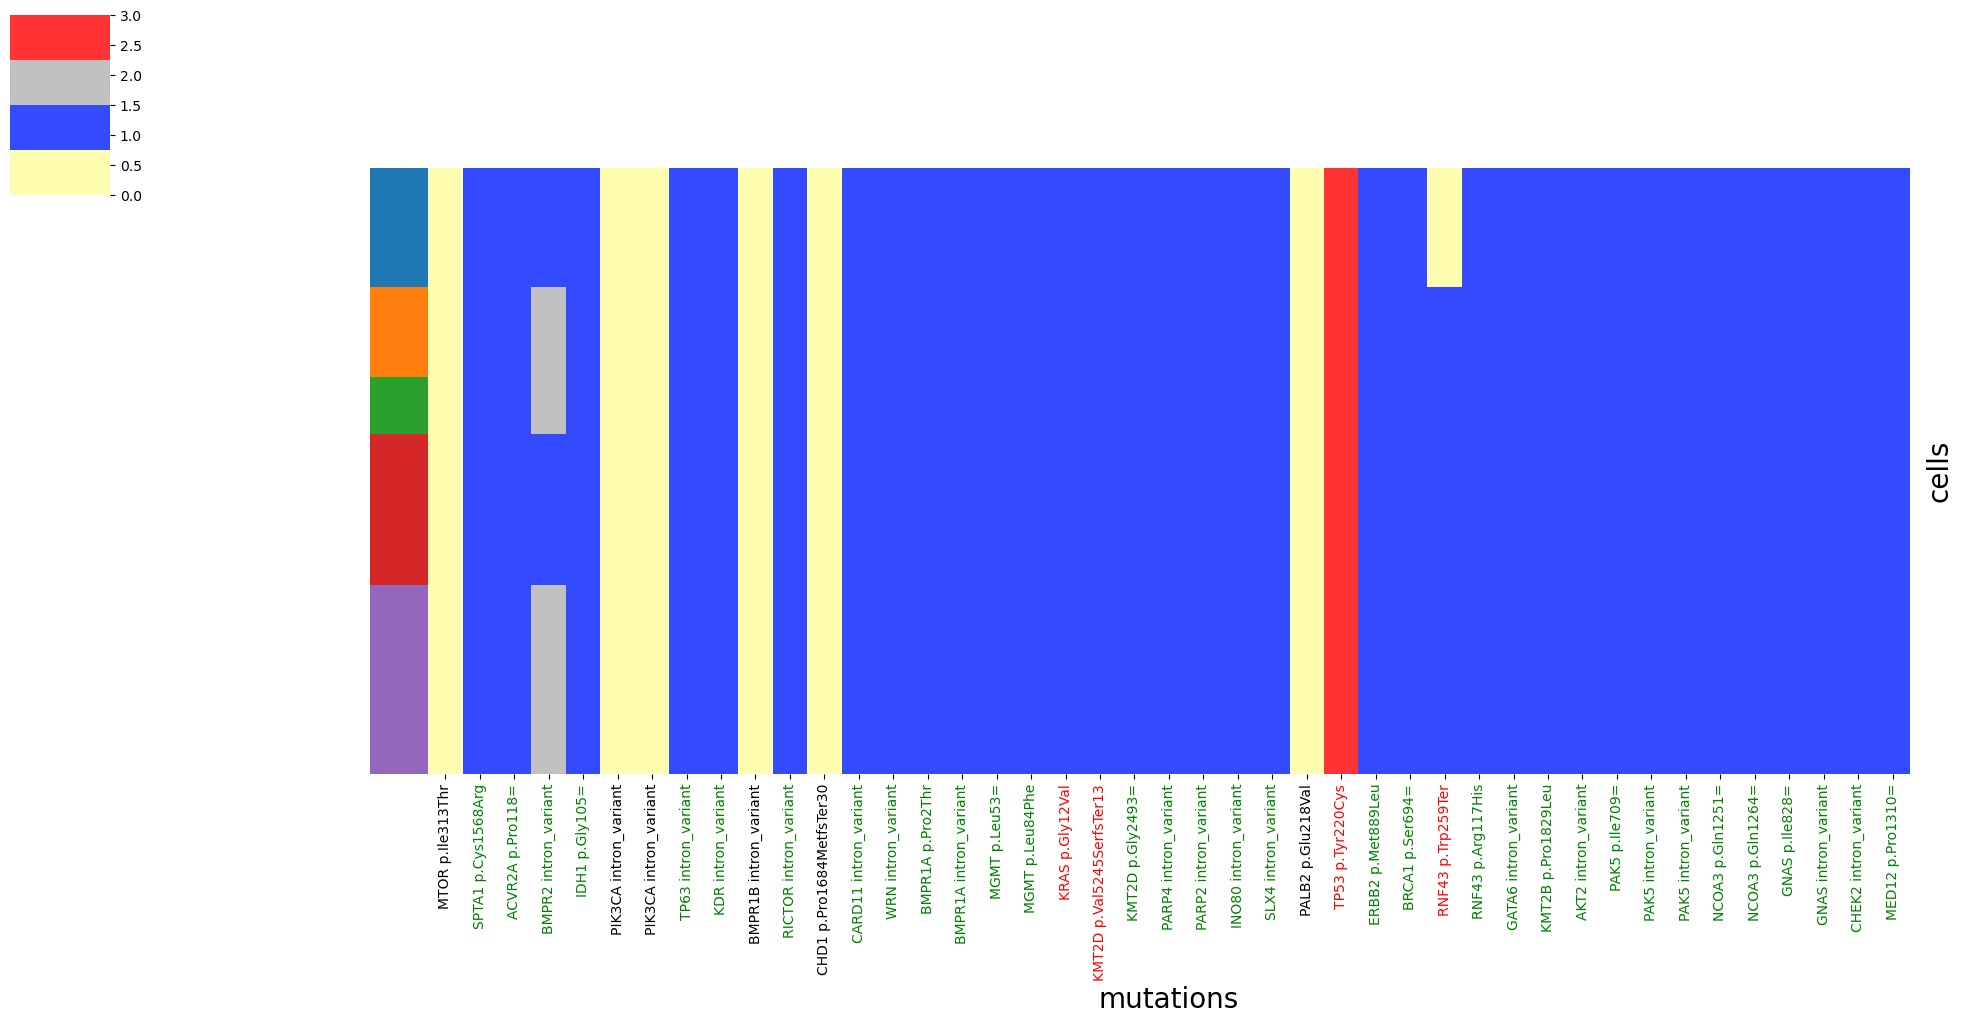 3.0
2.5
2.0
1.5
1.0
0.5
0.0
cells
MTOR p.Ile313Thr
SPTA1 p.Cys1568Arg
ACVR2A p.Pro118=
BMPR2 intron_variant
IDH1 p.Gly105=
PIK3CA intron_variant
PIK3CA intron_variant
TP63 intron_variant
KDR intron_variant
BMPR1B intron_variant
RICTOR intron_variant
CHD1 p.Pro1684MetfsTer30
CARD11 intron_variant
WRN intron_variant
BMPR1A p.Pro2Thr
BMPR1A intron_variant
MGMT p.Leu53=
MGMT p.Leu84Phe
KRAS p.Gly12Val
KMT2D p.Val5245SerfsTer13
KMT2D p.Gly2493=
PARP4 intron_variant
PARP2 intron_variant
INO80 intron_variant
SLX4 intron_variant
PALB2 p.Glu218Val
TP53 p.Tyr220Cys
ERBB2 p.Met889Leu
BRCA1 p.Ser694=
RNF43 p.Trp259Ter
RNF43 p.Arg117His
GATA6 intron_variant
KMT2B p.Pro1829Leu
AKT2 intron_variant
PAK5 p.Ile709=
PAK5 intron_variant
PAK5 intron_variant
NCOA3 p.Gln1251=
NCOA3 p.Gln1264=
GNAS p.Ile828=
GNAS intron_variant
CHEK2 intron_variant
MED12 p.Pro1310=
mutations